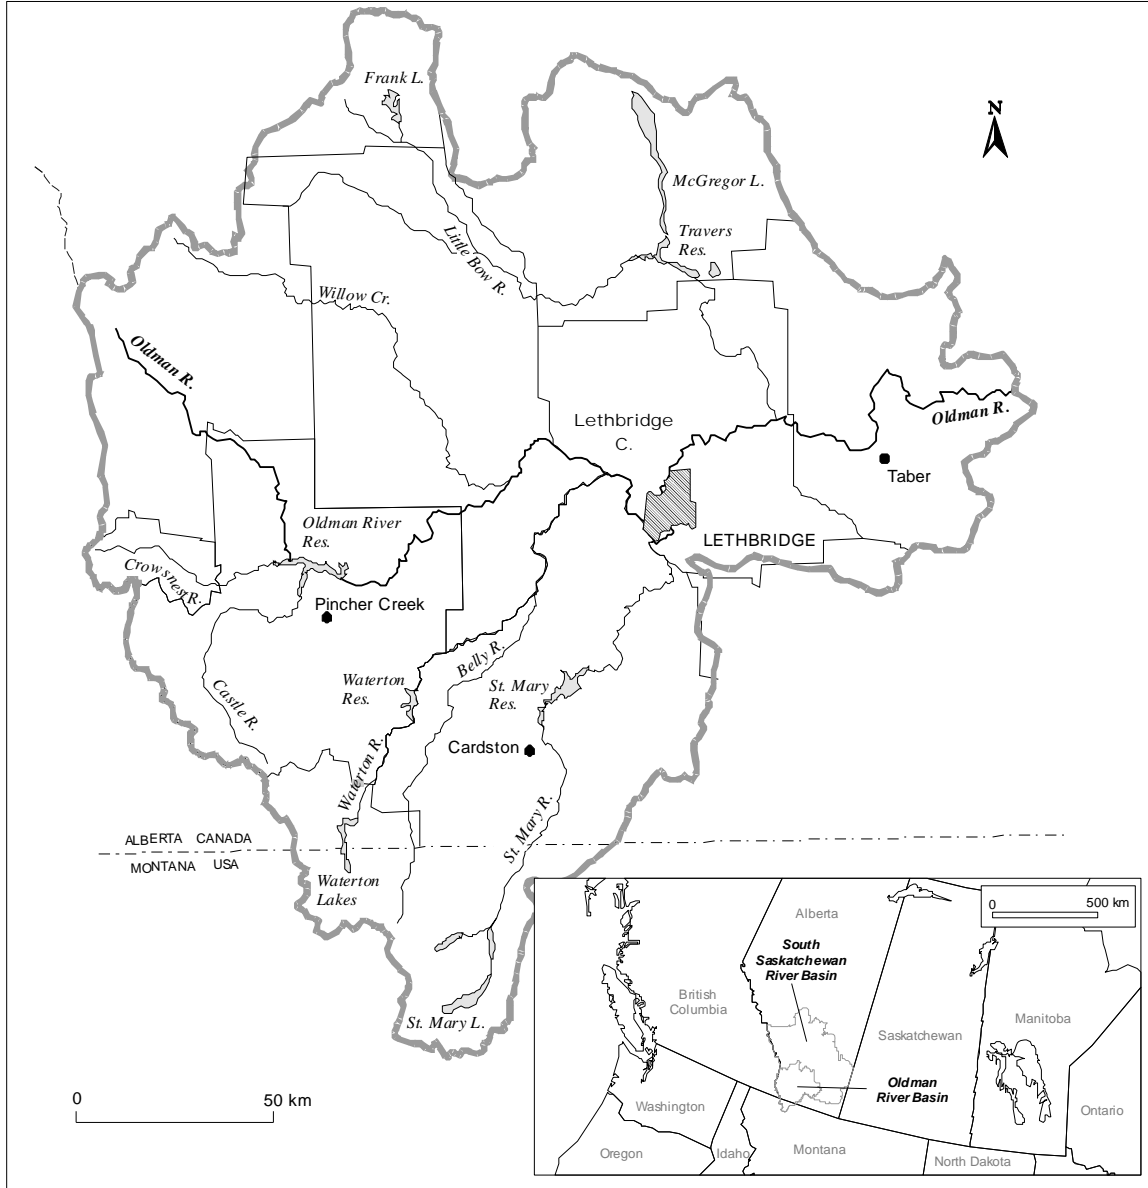 Frank L.
N
McGregor L.
Travers
Res.
Little Bow R.
Willow Cr.
Oldman R.
Lethbridge
C.
Oldman R.
Taber
Oldman River
Res.
LETHBRIDGE
Crowsnest R.
Pincher Creek
Belly R.
Waterton
Res.
St. Mary
Res.
Castle R.
Cardston
Waterton R.
St. Mary R.
ALBERTA CANADA
MONTANA USA
Waterton
Lakes
St. Mary L.
0 50 km
0 500 km
Alberta
South
Saskatchewan
River Basin
British
Columbia
Saskatchewan
Manitoba
Oldman
River Basin
Washington
Ontario
Oregon
Idaho
Montana
North Dakota